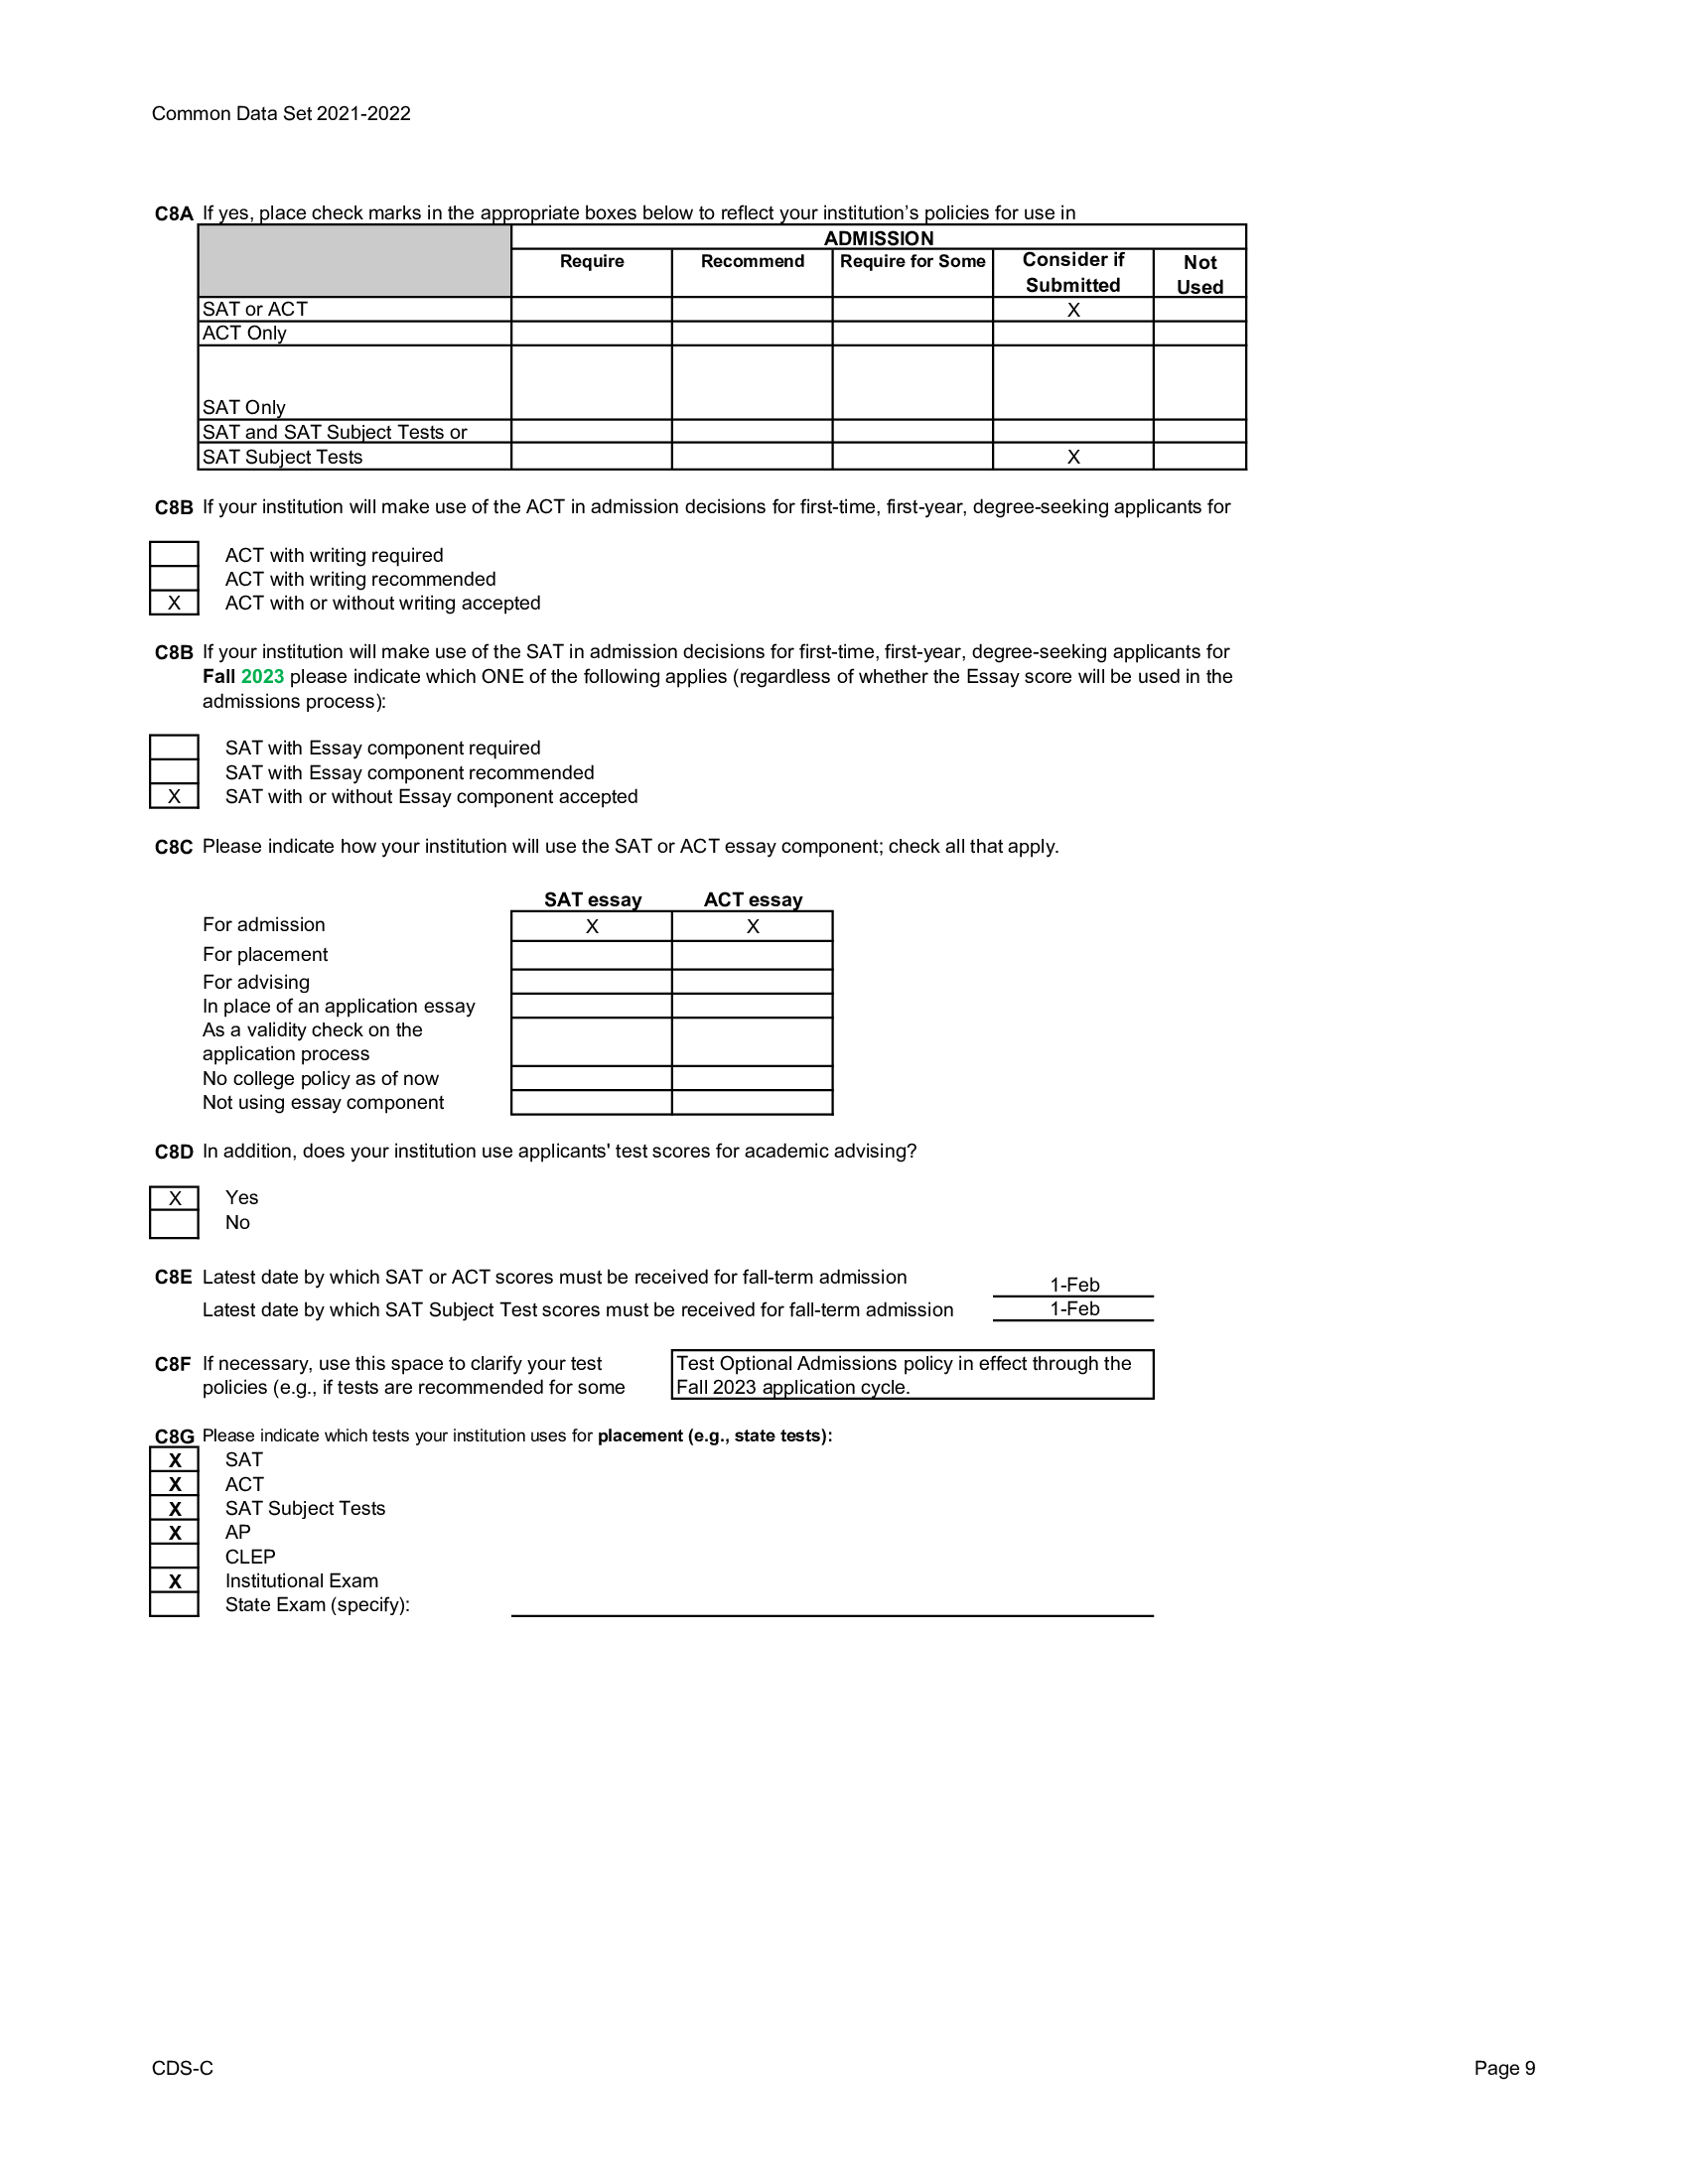 Common Data Set 2021-2022
C8A If yes, place check marks in the appropriate boxes below to reflect your institution’s policies for use in
ADMISSION
Require Recommend Require for Some Consider if Submitted Not Used
SAT or ACT X
ACT Only
SAT Only
SAT and SAT Subject Tests or
SAT Subject Tests X
C8B If your institution will make use of the ACT in admission decisions for first-time, first-year, degree-seeking applicants for
ACT with writing required
ACT with writing recommended
X ACT with or without writing accepted
C8B If your institution will make use of the SAT in admission decisions for first-time, first-year, degree-seeking applicants for
Fall 2023 please indicate which ONE of the following applies (regardless of whether the Essay score will be used in the
admissions process):
SAT with Essay component required
SAT with Essay component recommended
X SAT with or without Essay component accepted
C8C Please indicate how your institution will use the SAT or ACT essay component; check all that apply.
SAT essay ACT essay
For admission X X
For placement
For advising
In place of an application essay
As a validity check on the
application process
No college policy as of now
Not using essay component
C8D In addition, does your institution use applicants' test scores for academic advising?
X Yes
No
C8E Latest date by which SAT or ACT scores must be received for fall-term admission 1-Feb
Latest date by which SAT Subject Test scores must be received for fall-term admission 1-Feb
C8F If necessary, use this space to clarify your test Test Optional Admissions policy in effect through the
policies (e.g., if tests are recommended for some Fall 2023 application cycle.
C8G Please indicate which tests your institution uses for placement (e.g., state tests):
X SAT
X ACT
X SAT Subject Tests
X AP
CLEP
X Institutional Exam
State Exam (specify):
CDS-C Page 9